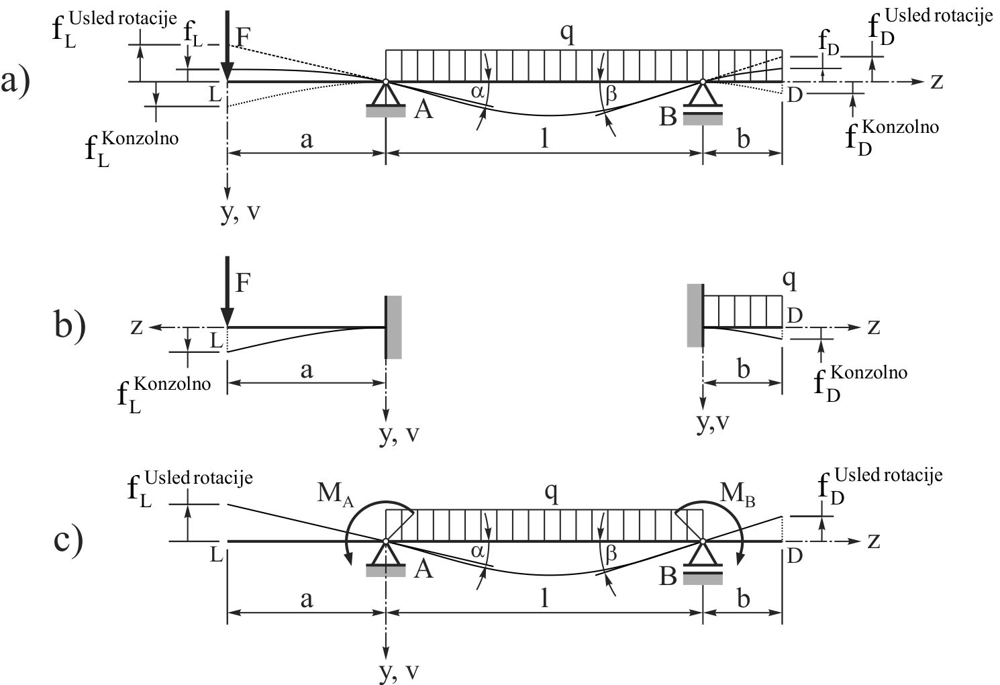 a)
f_L Usled rotacije
f_L
F
q
f_D
f_D Usled rotacije
L
α
β
z
A
B
D
f_L Konzolno
a
l
b
f_D Konzolno
y, v
b)
F
q
z
L
D
z
f_L Konzolno
a
b
f_D Konzolno
y, v
y,v
c)
f_L Usled rotacije
M_A
q
M_B
f_D Usled rotacije
L
α
β
z
A
B
D
a
l
b
y, v